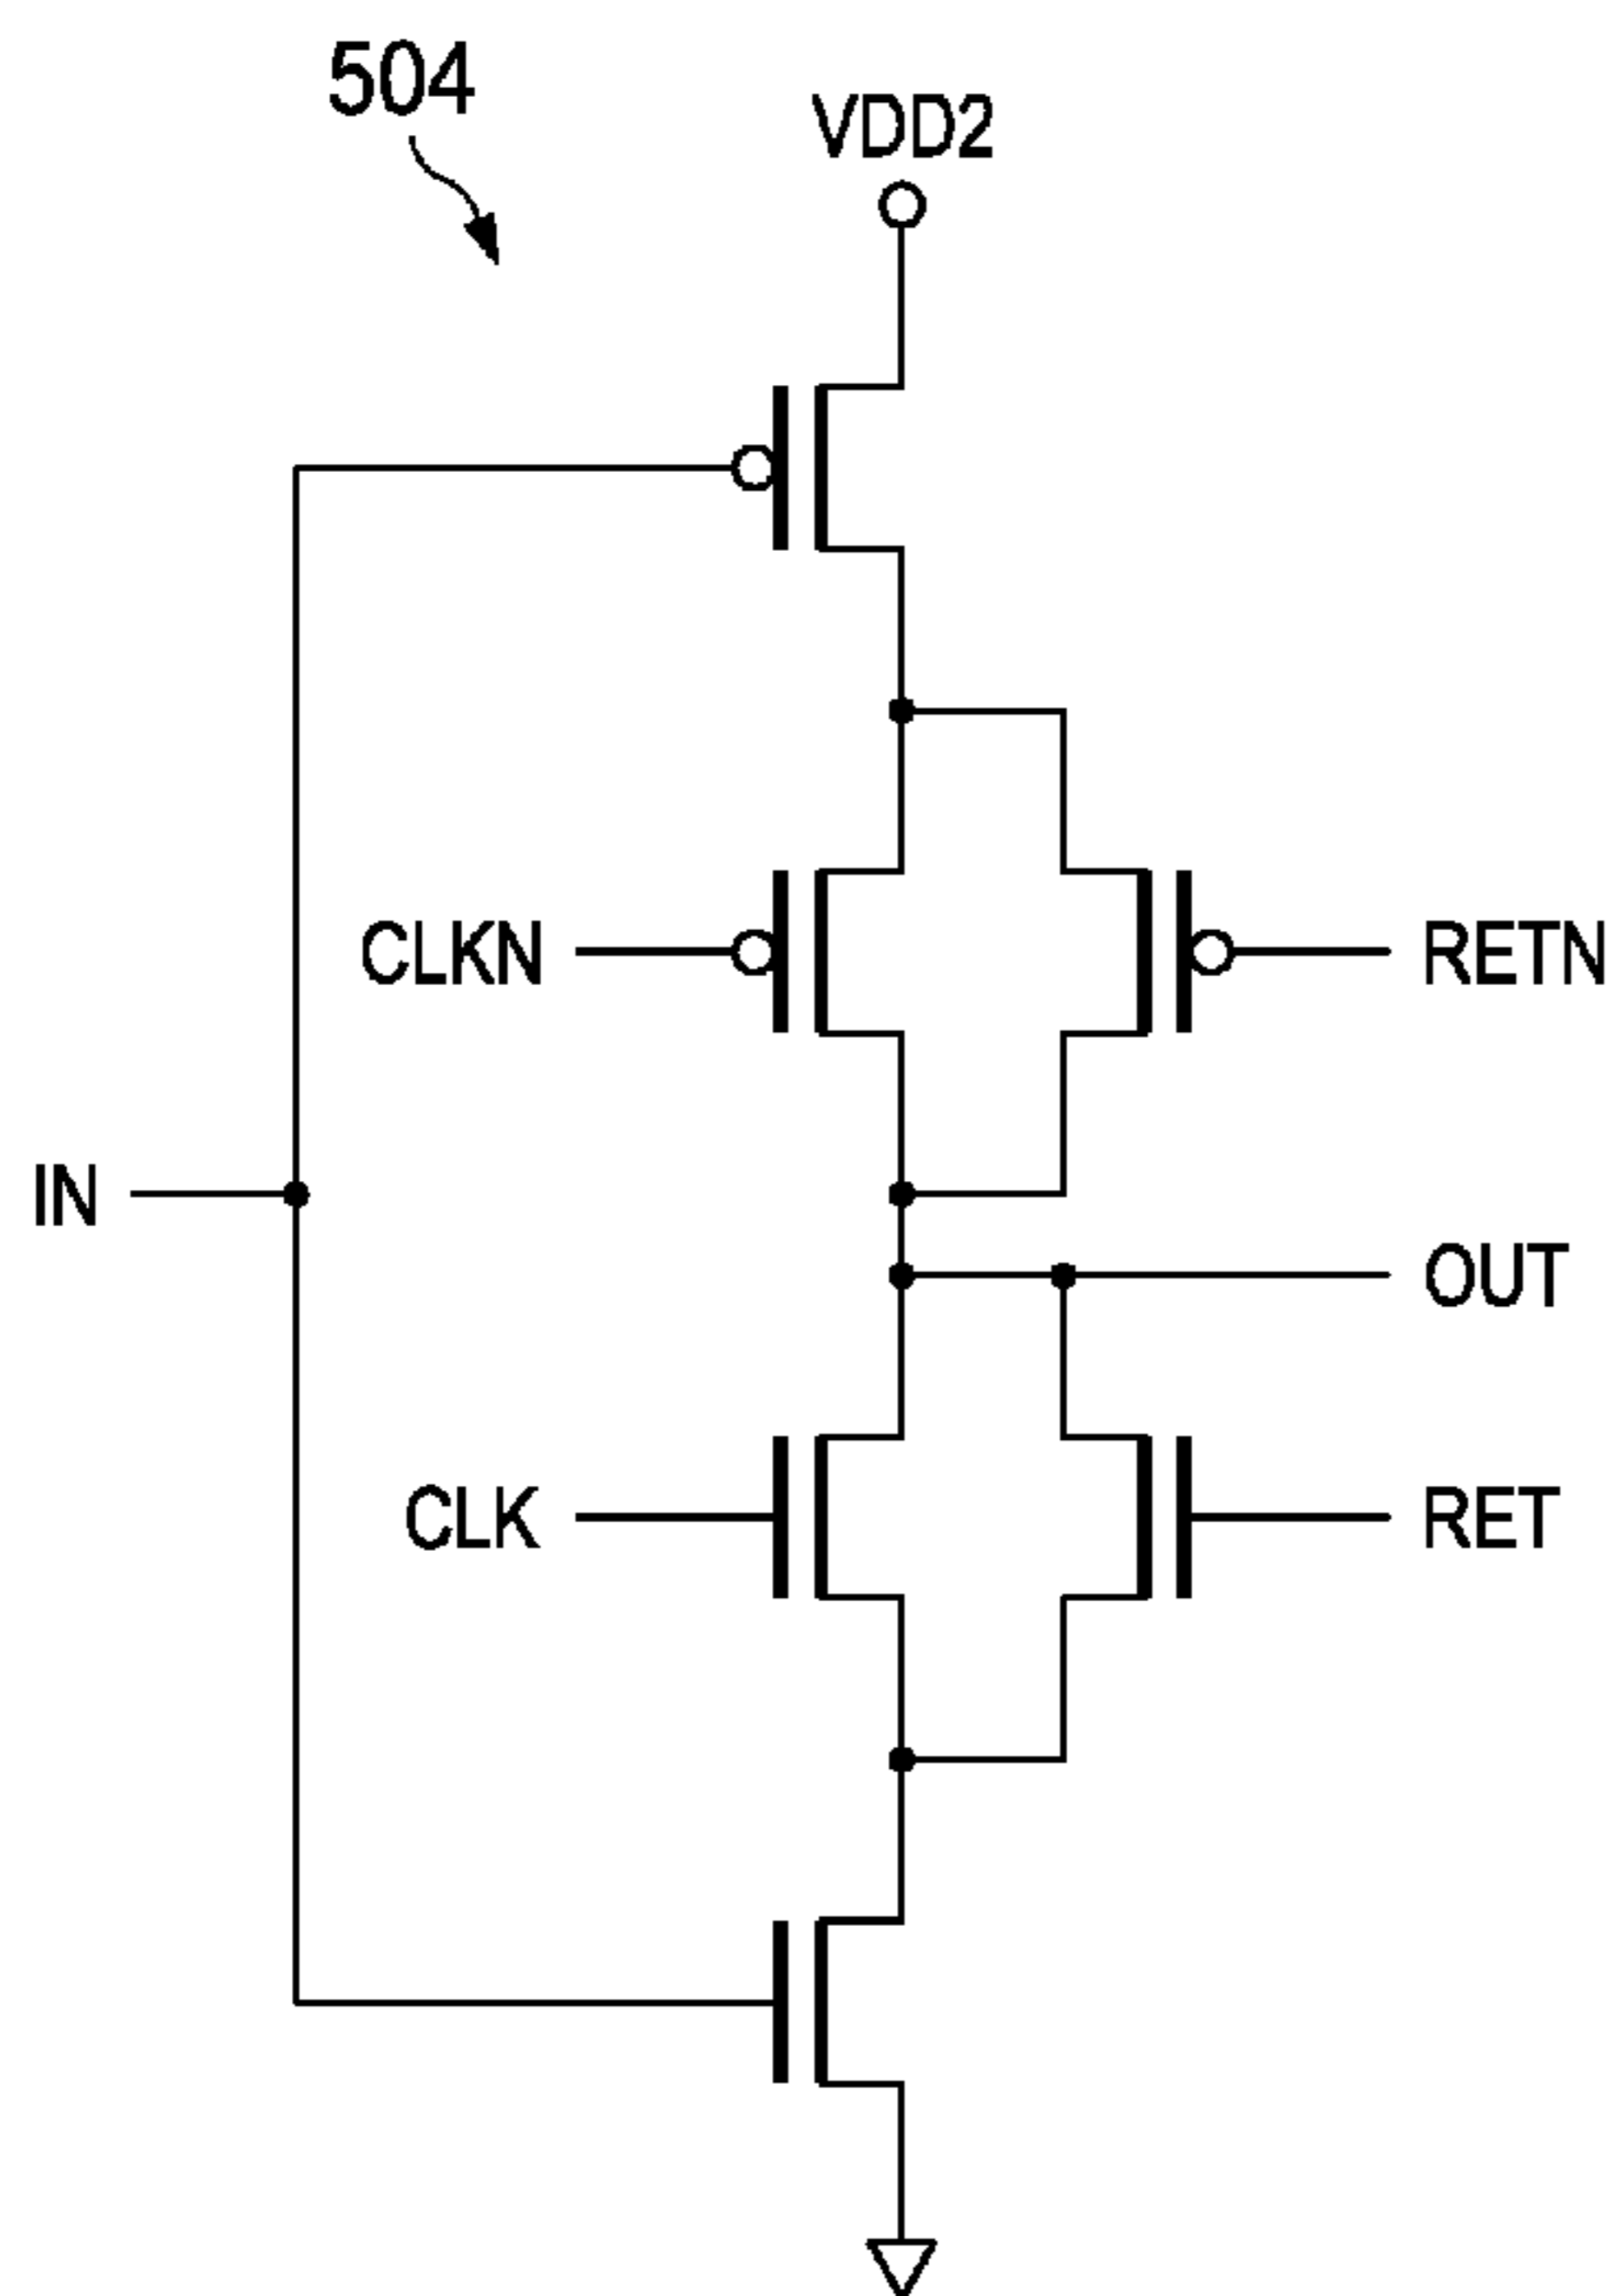 504
VDD2
CLKN
RETN
IN
OUT
CLK
RET